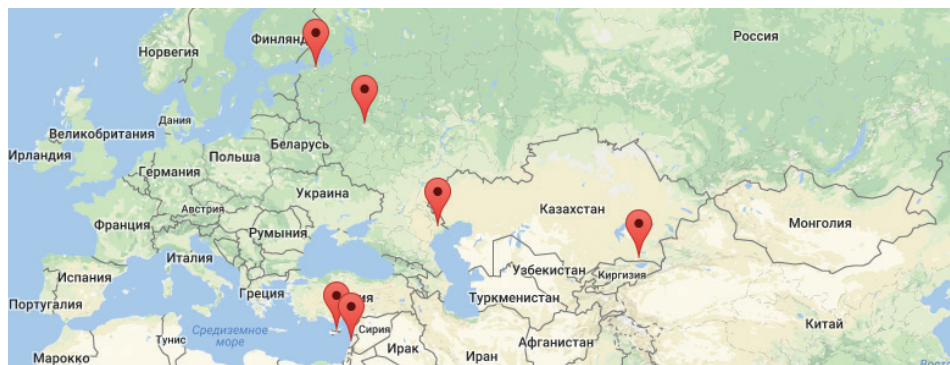 Россия
Норвегия
Финлянд
Дания
Великобритания
Ирландия
Беларусь
Польша
Германия
Украина
Австрия
Франция
Казахстан
Монголия
Румыния
Италия
Узбекистан
Киргизия
Испания
Греция
Португалия
Туркменистан
Средиземное
море
Тунис
Сирия
Китай
Афганистан
Ирак
Иран
Марокко